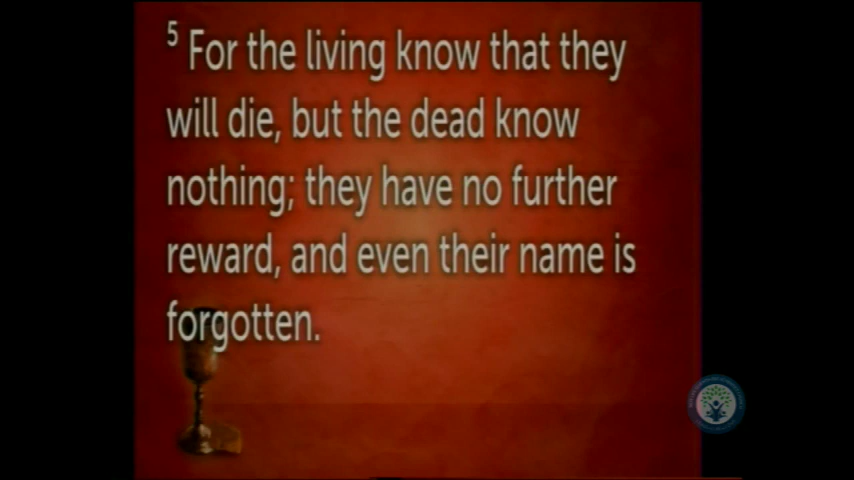 5 For the living know that they
will die, but the dead know
nothing; they have no further
reward, and even their name is
forgotten.